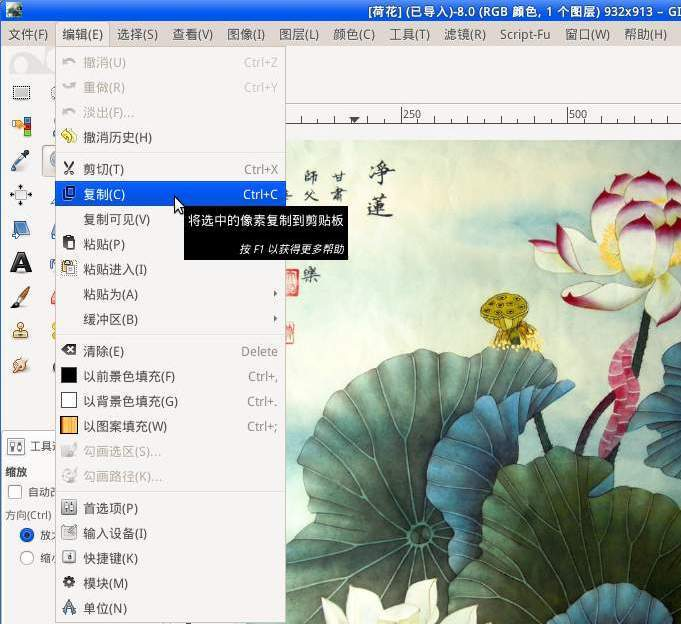 [荷花] (已导入)-8.0 (RGB 颜色, 1 个图层) 932x913 – GI
文件(F) 编辑(E) 选择(S) 查看(V) 图像(I) 图层(L) 颜色(C) 工具(T) 滤镜(R) Script-Fu 窗口(W) 帮助(H)
撤消(U) Ctrl+Z
重做(R) Ctrl+Y
淡出(F)...
撤消历史(H)
250 500
剪切(T) Ctrl+X
复制(C) Ctrl+C
复制可见(V)
将选中的像素复制到剪贴板
按 F1 以获得更多帮助
粘贴(P)
粘贴进入(I)
粘贴为(A)
缓冲区(B)
清除(E) Delete
以前景色填充(F) Ctrl+,
以背景色填充(G) Ctrl+.
以图案填充(W) Ctrl+;
勾画选区(S)...
勾画路径(K)...
首选项(P)
输入设备(I)
快捷键(K)
模块(M)
单位(N)
工具
缩放
自动
方向(Ctrl)
放
缩
淨蓮
甘肅
師父
樂